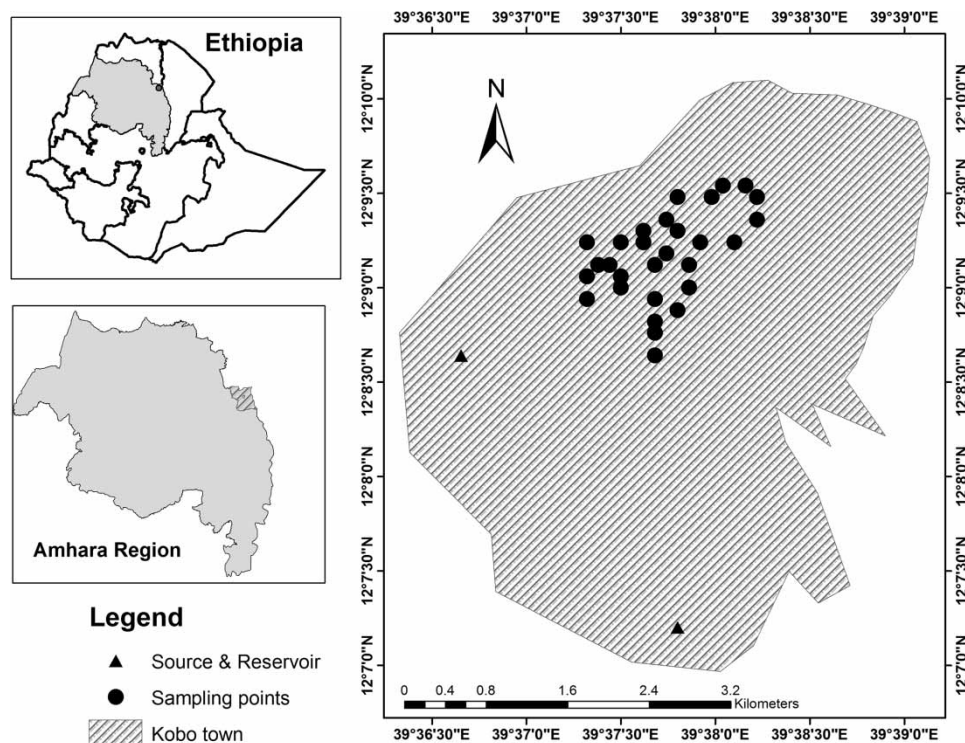 Ethiopia
Amhara Region
Legend
Source & Reservoir
Sampling points
Kobo town
39°36'30"E 39°37'0"E 39°37'30"E 39°38'0"E 39°38'30"E 39°39'0"E
N
12°10'0"N
12°9'30"N
12°9'0"N
12°8'30"N
12°8'0"N
12°7'30"N
12°7'0"N
12°10'0"N
12°9'30"N
12°9'0"N
12°8'30"N
12°8'0"N
12°7'30"N
12°7'0"N
0 0.4 0.8 1.6 2.4 3.2
Kilometers
39°36'30"E 39°37'0"E 39°37'30"E 39°38'0"E 39°38'30"E 39°39'0"E